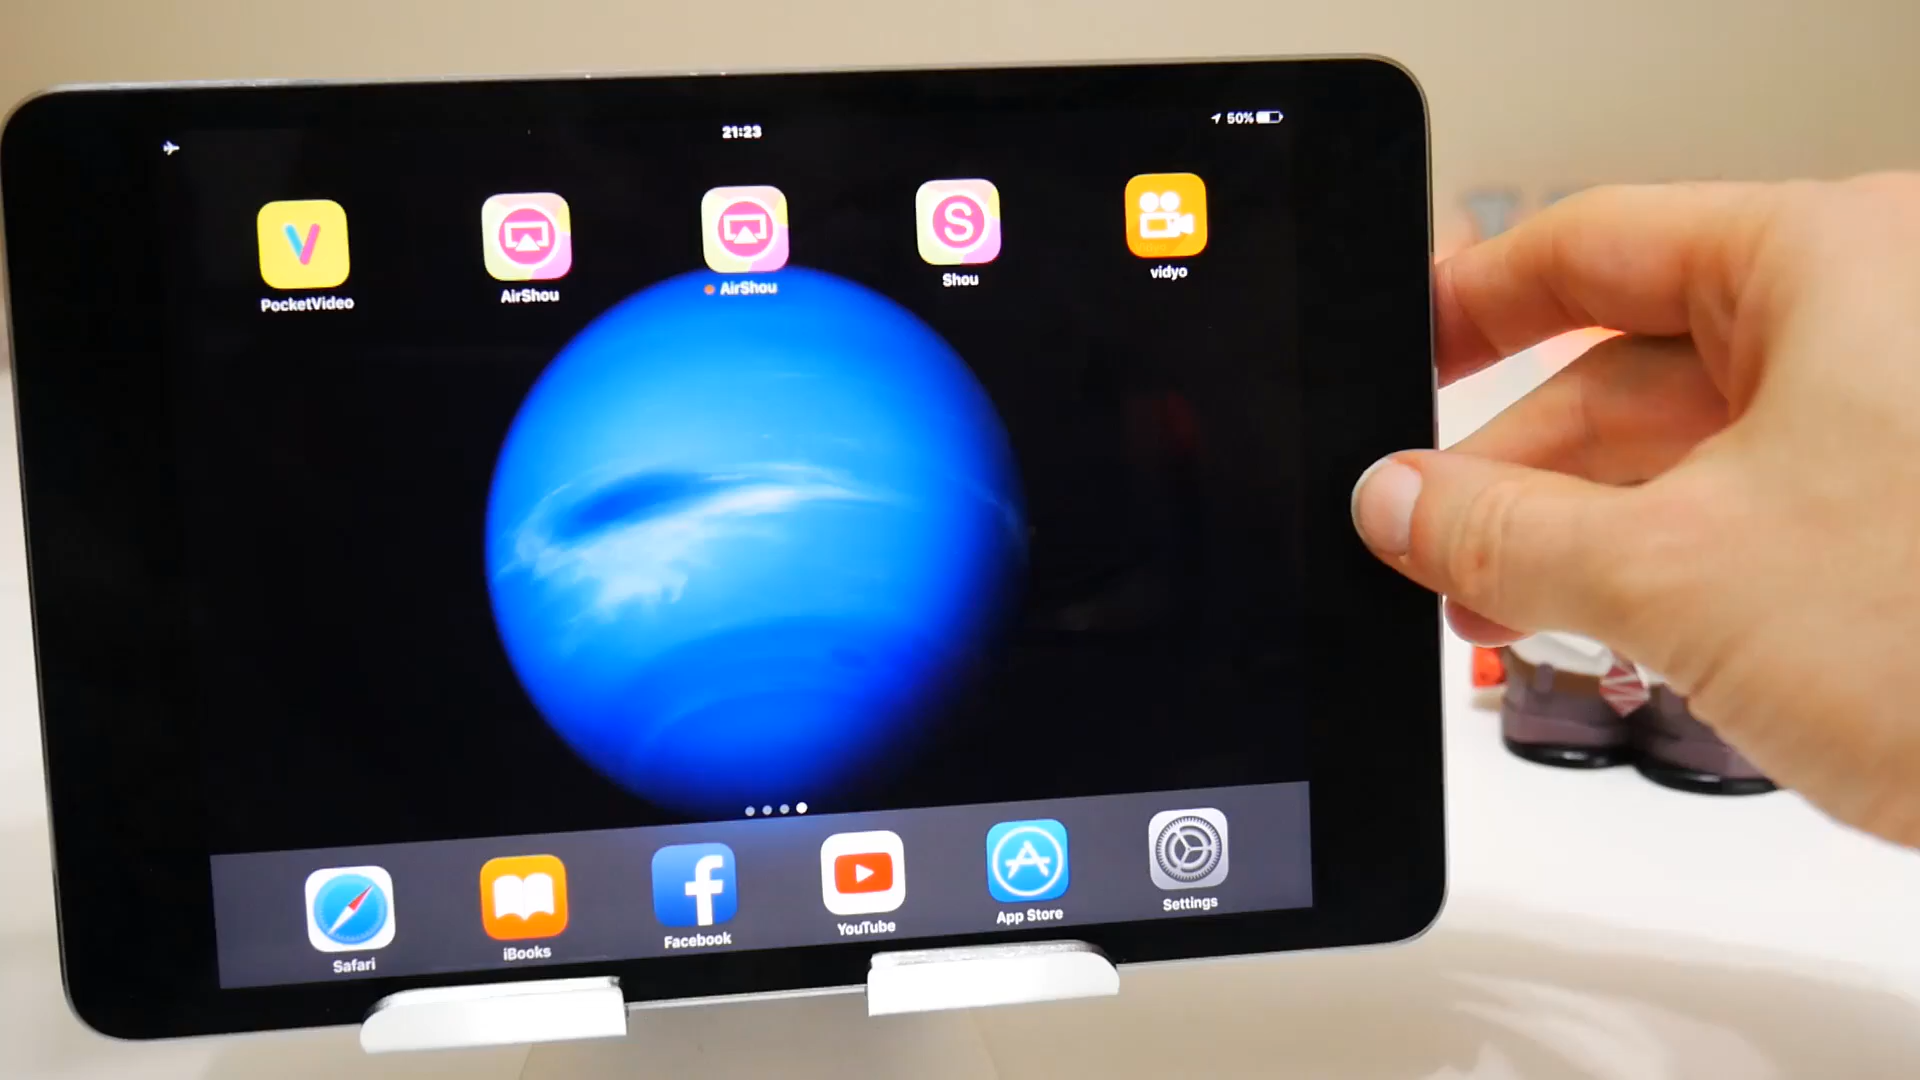 21:23
50%
PocketVideo
AirShou
AirShou
S
Shou
vidyo
Safari
iBooks
f
Facebook
YouTube
App Store
Settings